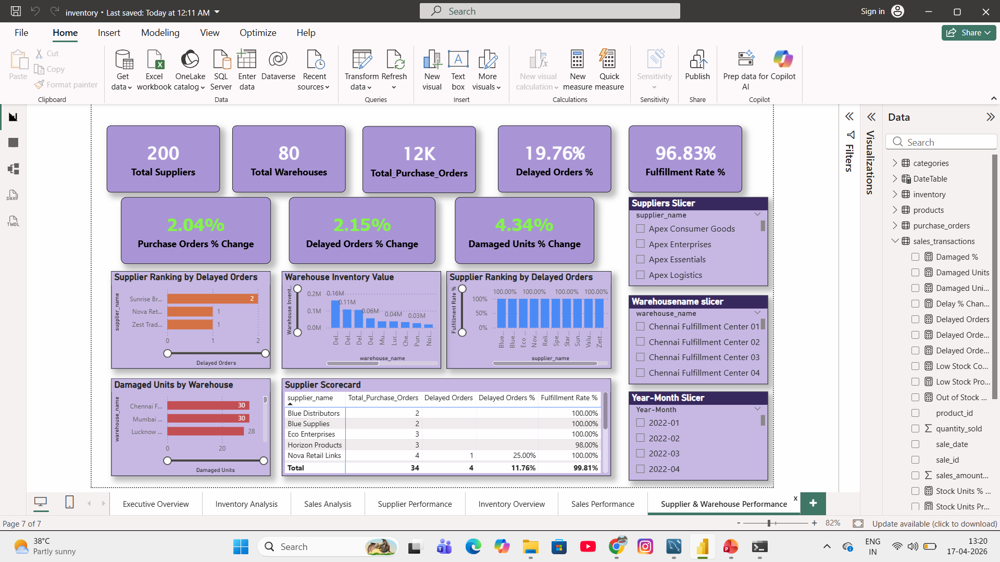 inventory • Last saved: Today at 12:11 AM
Search
Sign in
File
Home
Insert
Modeling
View
Optimize
Help
Share
Paste
Cut
Copy
Format painter
Clipboard
Get data
Excel workbook
OneLake catalog
SQL Server
Enter data
Dataverse
Recent sources
Data
Transform data
Refresh
Queries
New visual
Text box
More visuals
Insert
New visual calculation
New measure
Quick measure
Calculations
Sensitivity
Sensitivity
Publish
Share
Prep data for AI
Copilot
Copilot
DAX
TMDL
200
Total Suppliers
80
Total Warehouses
12K
Total_Purchase_Orders
19.76%
Delayed Orders %
96.83%
Fulfillment Rate %
2.04%
Purchase Orders % Change
2.15%
Delayed Orders % Change
4.34%
Damaged Units % Change
Suppliers Slicer
supplier_name
Apex Consumer Goods
Apex Enterprises
Apex Essentials
Apex Logistics
Supplier Ranking by Delayed Orders
supplier_name
Sunrise Br...
2
Nova Ret...
1
Zest Trad...
1
0
1
2
Delayed Orders
Warehouse Inventory Value
Warehouse Invent...
0.2M
0.1M
0.0M
0.16M
0.11M
0.06M
0.04M
0.03M
Del...
Del...
Del...
Del...
Mu...
Luc...
Che...
Pun...
Noi...
warehouse_name
Supplier Ranking by Delayed Orders
Fulfillment Rate %
100%
50%
0%
100.00%
100.00%
100.00%
100.00%
Blue...
Blue...
Eco ...
Nov...
Reli...
Spe...
Star...
Sun...
Valu...
Zest...
supplier_name
Warehousename slicer
warehouse_name
Chennai Fulfillment Center 01
Chennai Fulfillment Center 02
Chennai Fulfillment Center 03
Chennai Fulfillment Center 04
Damaged Units by Warehouse
warehouse_name
Chennai F...
30
Mumbai ...
30
Lucknow ...
28
0
20
Damaged Units
Supplier Scorecard
supplier_name Total_Purchase_Orders Delayed Orders Delayed Orders % Fulfillment Rate %
Blue Distributors 2 100.00%
Blue Supplies 2 100.00%
Eco Enterprises 3 100.00%
Horizon Products 3 98.00%
Nova Retail Links 4 1 25.00% 100.00%
Total 34 4 11.76% 99.81%
Year-Month Slicer
Year-Month
2022-01
2022-02
2022-03
2022-04
Filters
Visualizations
Data
Search
categories
DateTable
inventory
products
purchase_orders
sales_transactions
Damaged %
Damaged Units
Damaged Uni...
Delay % Chan...
Delayed Orders
Delayed Orde...
Delayed Orde...
Low Stock Co...
Low Stock Pro...
Out of Stock ...
product_id
quantity_sold
sale_date
sale_id
sales_amount...
Stock Units % ...
Stock Units Pr...
Executive Overview
Inventory Analysis
Sales Analysis
Supplier Performance
Inventory Overview
Sales Performance
Supplier & Warehouse Performance
x
+
Page 7 of 7
- + 82%
Update available (click to download)
38°C
Partly sunny
Search
ENG
IN
13:20
17-04-2026